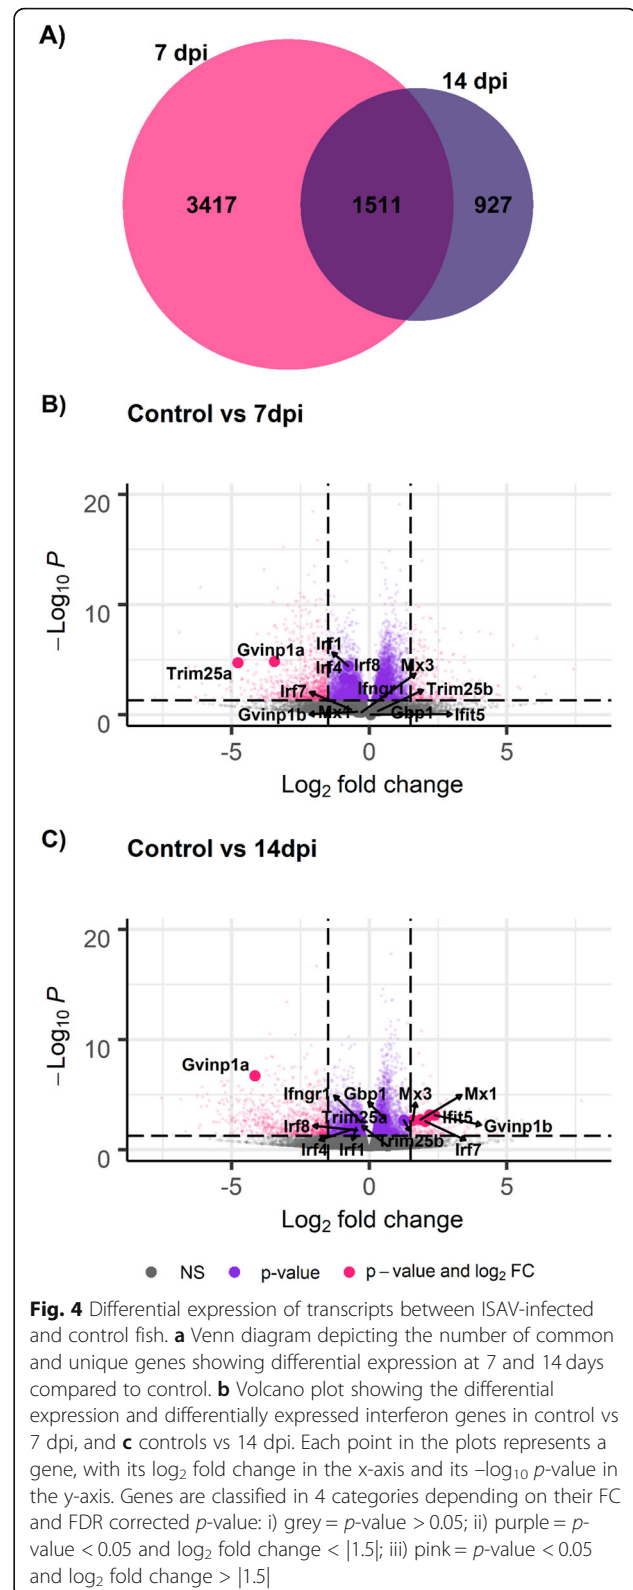 A)
7 dpi
14 dpi
3417
1511
927
B)
Control vs 7dpi
20
10
0
−Log10 P
Irf1
Gvinp1a
Trim25a
Irf4
Irf8
Mx3
Irf7
Ifngr1
Trim25b
Gvinp1b
Mx1
Gbp1
Ifit5
-5
0
5
Log2 fold change
C)
Control vs 14dpi
20
10
0
−Log10 P
Gvinp1a
Ifngr1
Gbp1
Mx3
Mx1
Trim25a
Ifit5
Irf8
Gvinp1b
Irf4
Irf1
Trim25b
Irf7
-5
0
5
Log2 fold change
NS
p-value
p − value and log2 FC
Fig. 4 Differential expression of transcripts between ISAV-infected
and control fish. a Venn diagram depicting the number of common
and unique genes showing differential expression at 7 and 14 days
compared to control. b Volcano plot showing the differential
expression and differentially expressed interferon genes in control vs
7 dpi, and c controls vs 14 dpi. Each point in the plots represents a
gene, with its log2 fold change in the x-axis and its –log10 p-value in
the y-axis. Genes are classified in 4 categories depending on their FC
and FDR corrected p-value: i) grey = p-value > 0.05; ii) purple = p-
value < 0.05 and log2 fold change < |1.5|; iii) pink = p-value < 0.05
and log2 fold change > |1.5|